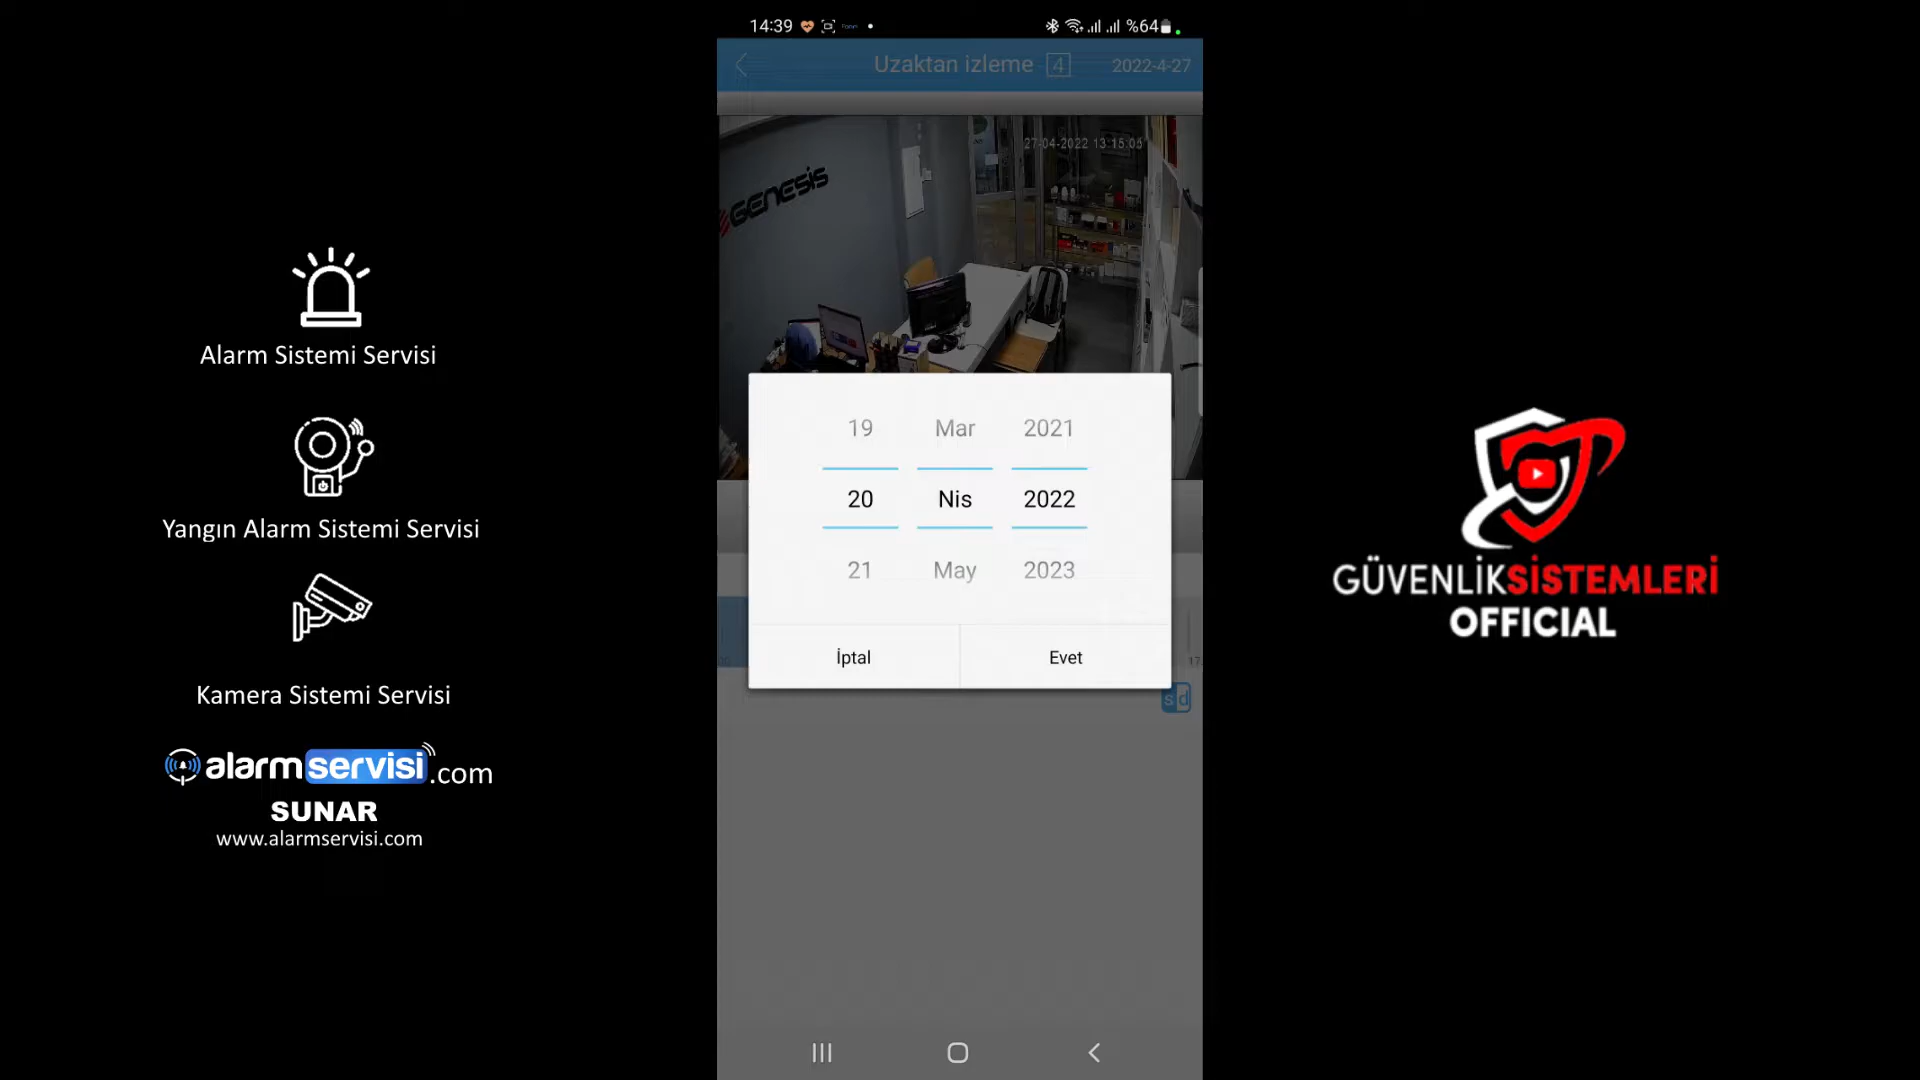 14:39
%64
Uzaktan izleme 4
2022-4-27
27-04-2022 13:15:05
GENESIS
19 Mar 2021
20 Nis 2022
21 May 2023
İptal
Evet
sd
Alarm Sistemi Servisi
Yangın Alarm Sistemi Servisi
Kamera Sistemi Servisi
alarmservisi.com
SUNAR
www.alarmservisi.com
GÜVENLİKSİSTEMLERİ
OFFICIAL